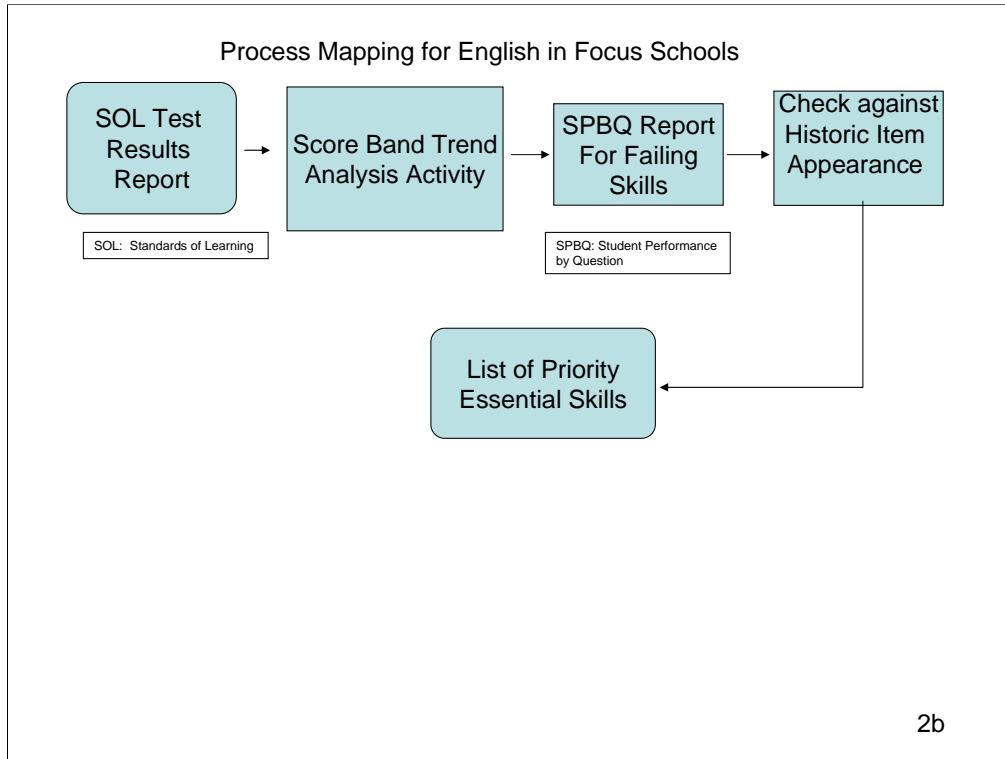 Process Mapping for English in Focus Schools
SOL Test
Results
Report
Score Band Trend
Analysis Activity
SPBQ Report
For Failing
Skills
Check against
Historic Item
Appearance
SOL: Standards of Learning
SPBQ: Student Performance
by Question
List of Priority
Essential Skills
2b